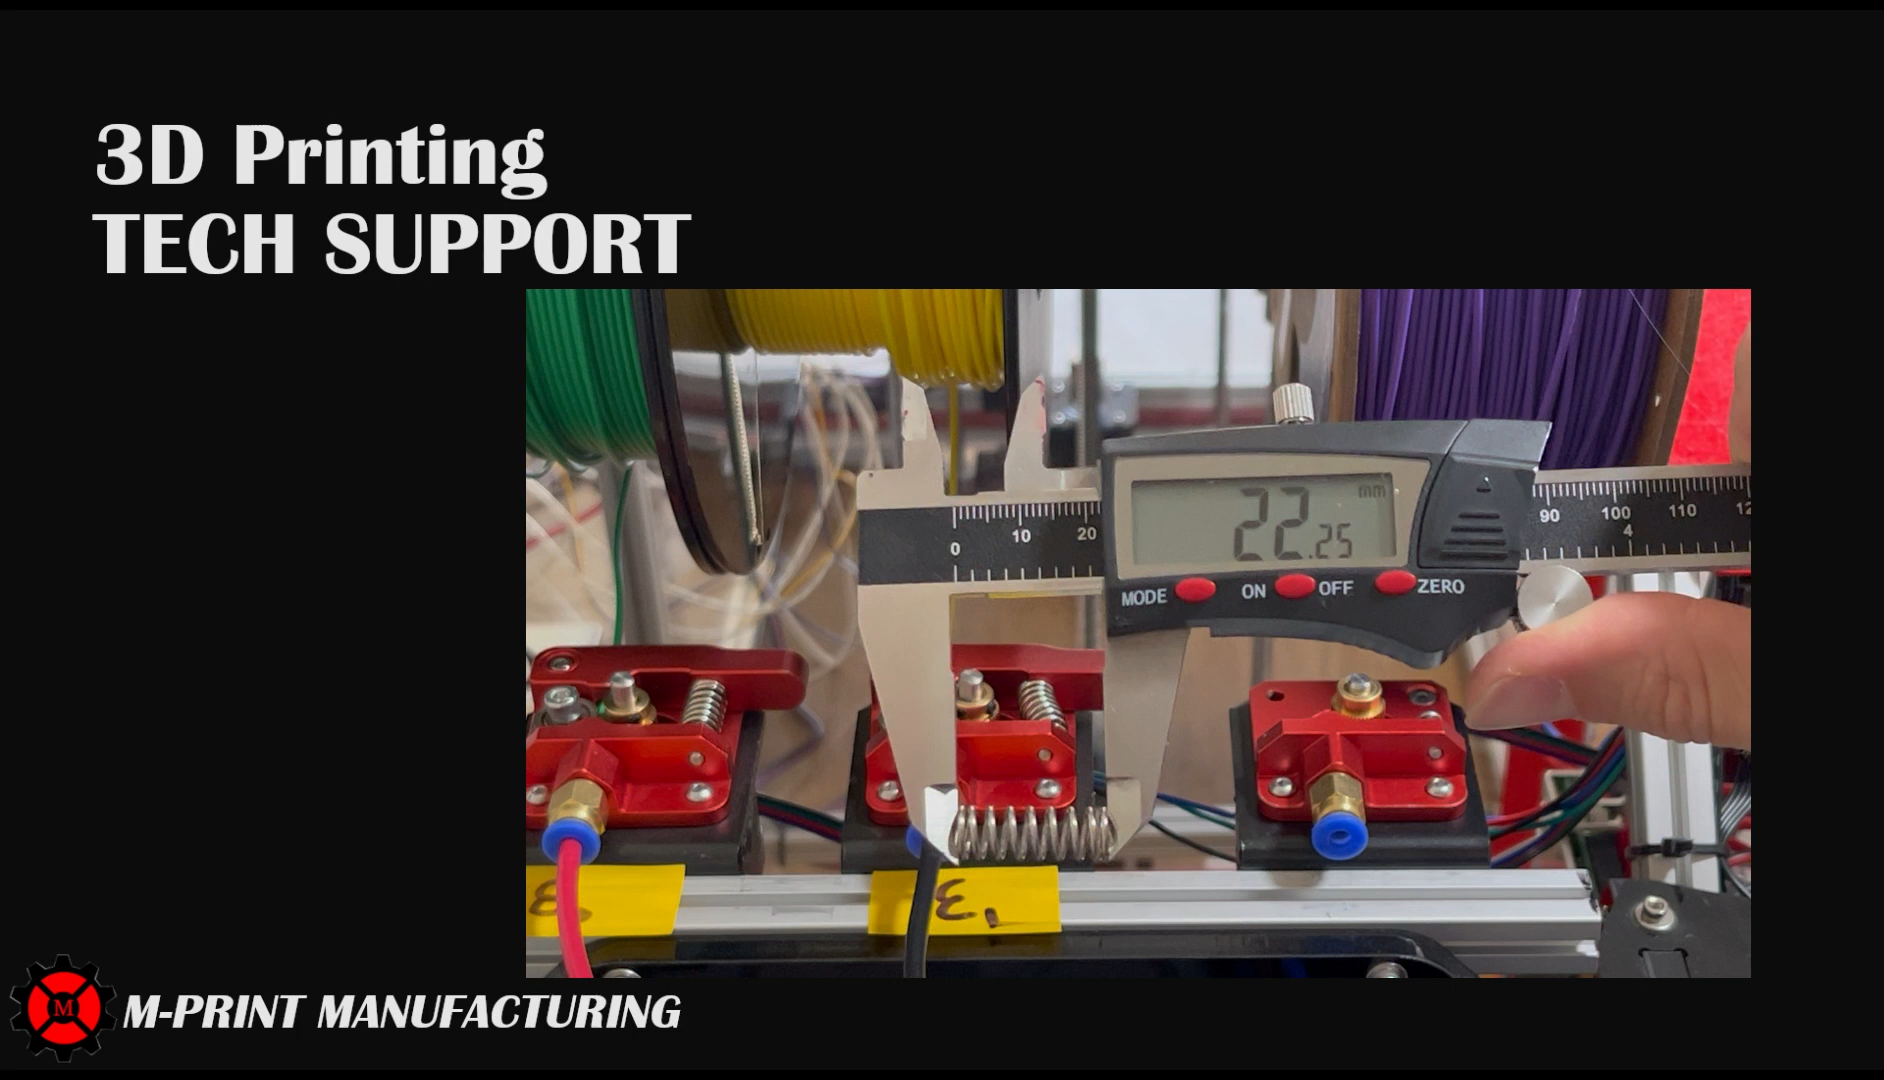 3D Printing
TECH SUPPORT
mm
22.25
0 10 20
90 100 110
4
MODE ON OFF ZERO
M
M-PRINT MANUFACTURING